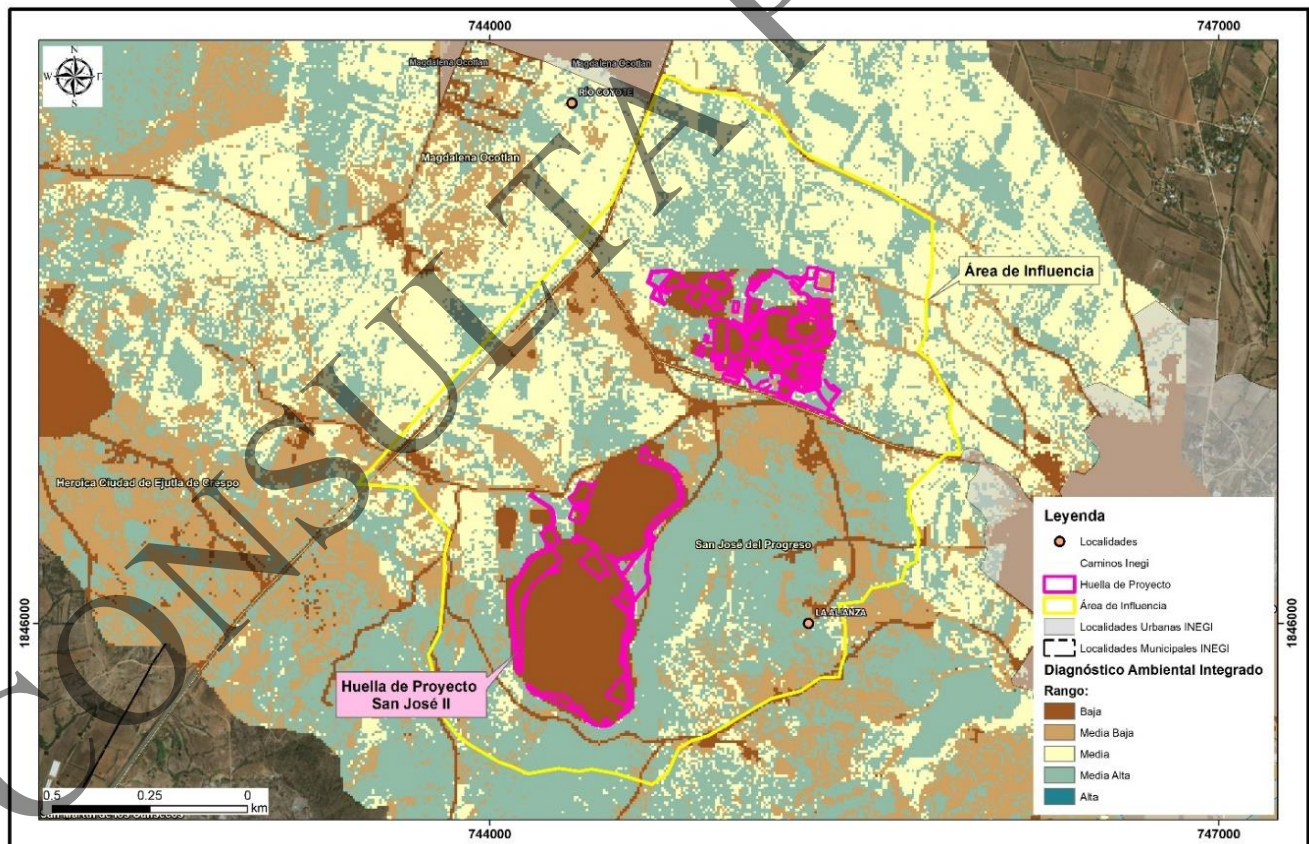 744000
747000
N
W
S
Magdalena Ocotlan
Magdalena Ocotlan
RÍO COYOTE
Magdalena Ocotlan
Área de Influencia
Heroica Ciudad de Ejutla de Crespo
San José del Progreso
1846000
LA ALIANZA
1846000
Huella de Proyecto
San José II
Leyenda
Localidades
Caminos Inegi
Huella de Proyecto
Área de Influencia
Localidades Urbanas INEGI
Localidades Municipales INEGI
Diagnóstico Ambiental Integrado
Rango:
Baja
Media Baja
Media
Media Alta
Alta
0.5 0.25 0
km
744000
747000
CONSULTA